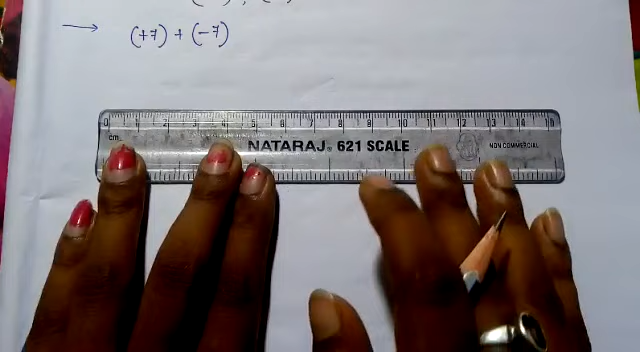 → (+7) + (-7)
0 1 2 3 4 5 6 7 8 9 10 11 12 13 14 15
cm
NATARAJ® 621 SCALE NON COMMERCIAL